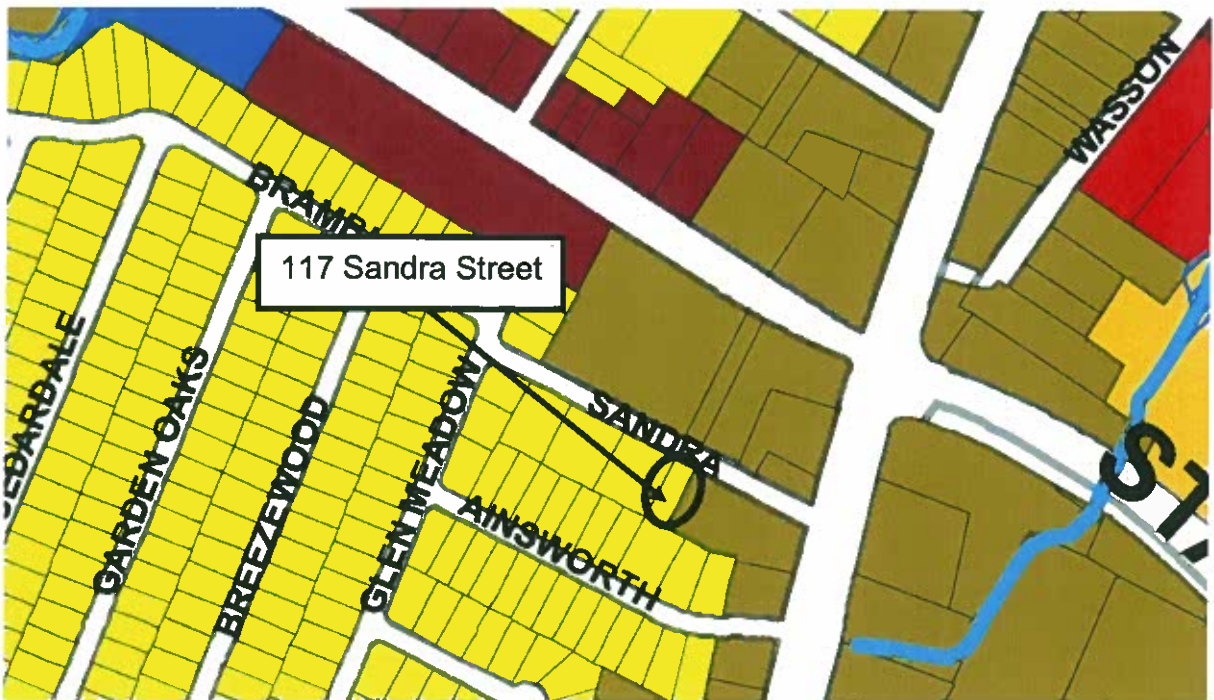 WASSON
117 Sandra Street
SANDRA
GARDEN OAKS
BREEZEWOOD
GLEN MEADOW
AINSWORTH